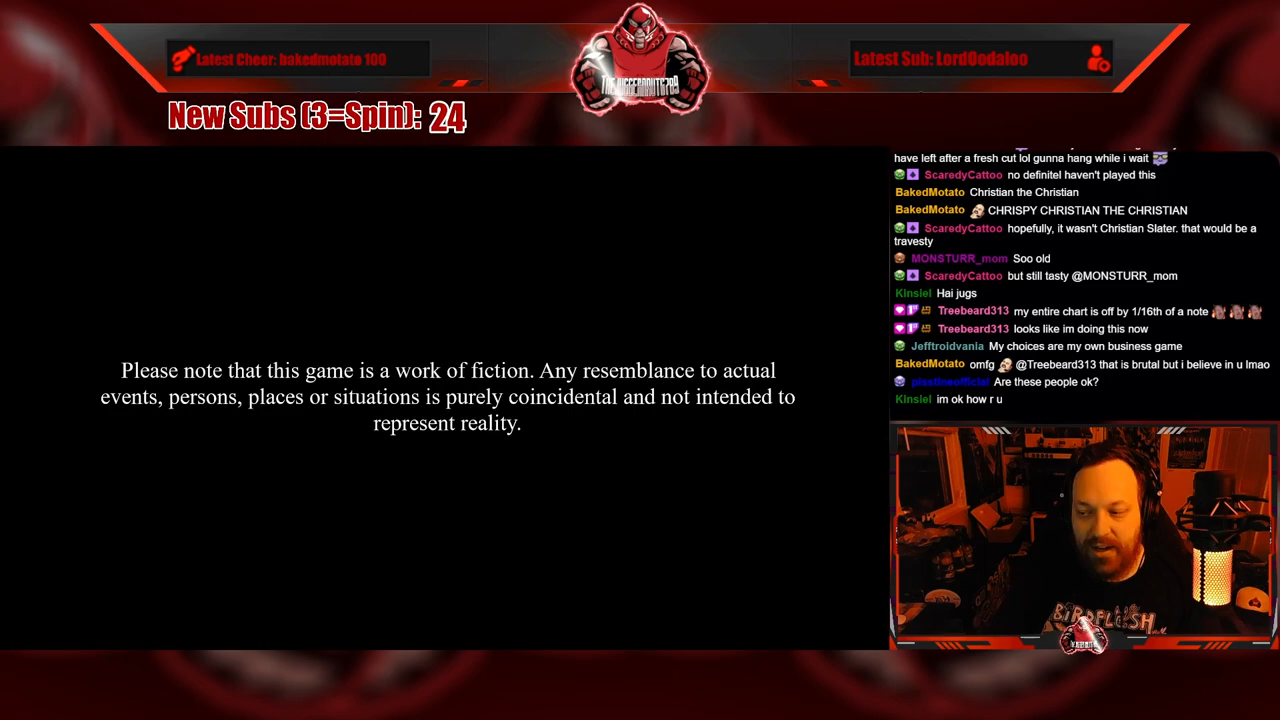 Latest Cheer: bakedmotato 100
THEJUGGERNAUT6789
Latest Sub: LordOodaloo
New Subs (3=Spin): 24
Please note that this game is a work of fiction. Any resemblance to actual
events, persons, places or situations is purely coincidental and not intended to
represent reality.
have left after a fresh cut lol gunna hang while i wait
ScaredyCattoo no definitel haven't played this
BakedMotato Christian the Christian
BakedMotato CHRISPY CHRISTIAN THE CHRISTIAN
ScaredyCattoo hopefully, it wasn't Christian Slater. that would be a
travesty
MONSTURR_mom Soo old
ScaredyCattoo but still tasty @MONSTURR_mom
Kinsiel Hai jugs
Treebeard313 my entire chart is off by 1/16th of a note
Treebeard313 looks like im doing this now
Jefftroidvania My choices are my own business game
BakedMotato omfg @Treebeard313 that is brutal but i believe in u lmao
plastineofficial Are these people ok?
Kinsiel im ok how r u
BIRDFLESH